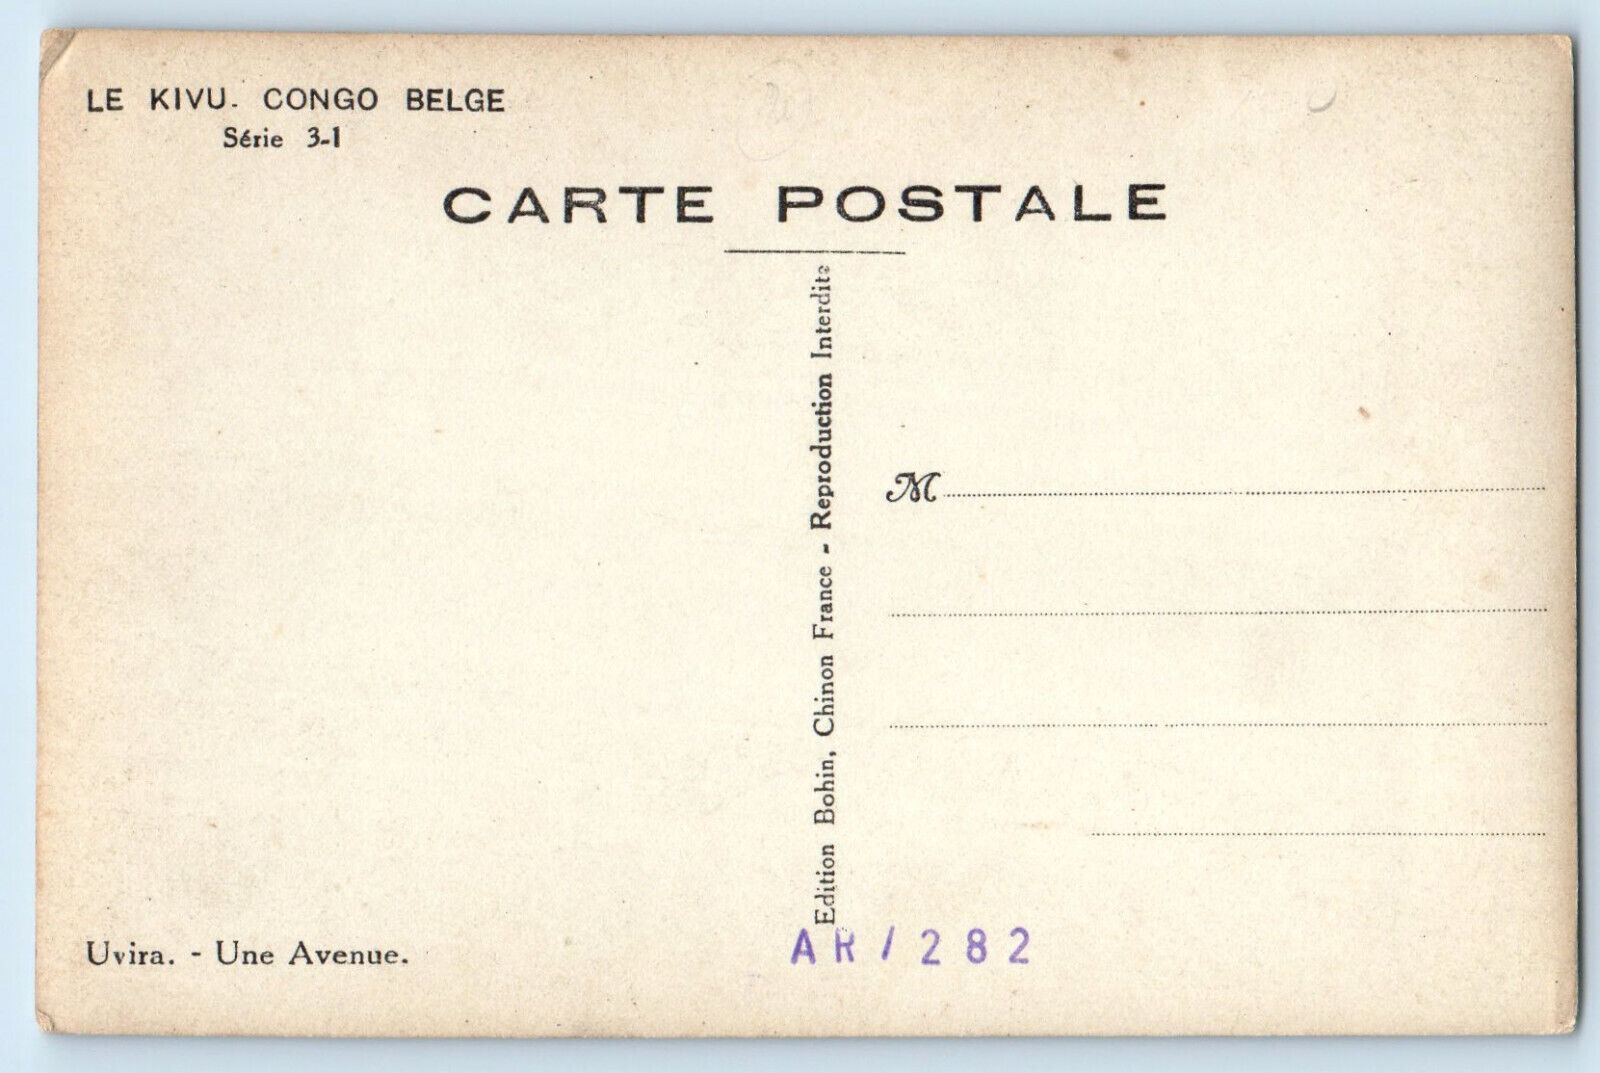 LE KIVU. CONGO BELGE
Série 3-1
CARTE POSTALE
Edition Bohin, Chinon France - Reproduction Interdite
M
Uvira. - Une Avenue.
AR/282